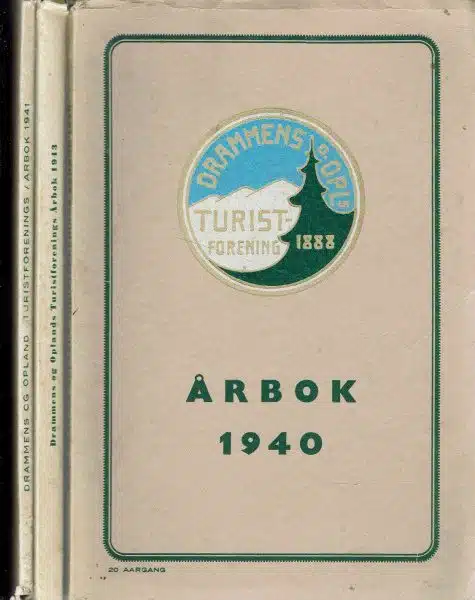 DRAMMENS OG OPLAND TURISTFORENINGS / ÅRBOK 1941
Drammens og Oplands Turistforenings Årbok 1943
DRAMMENS O. OPLS
TURIST-
FORENING 1888
ÅRBOK
1940
20 AARGANG